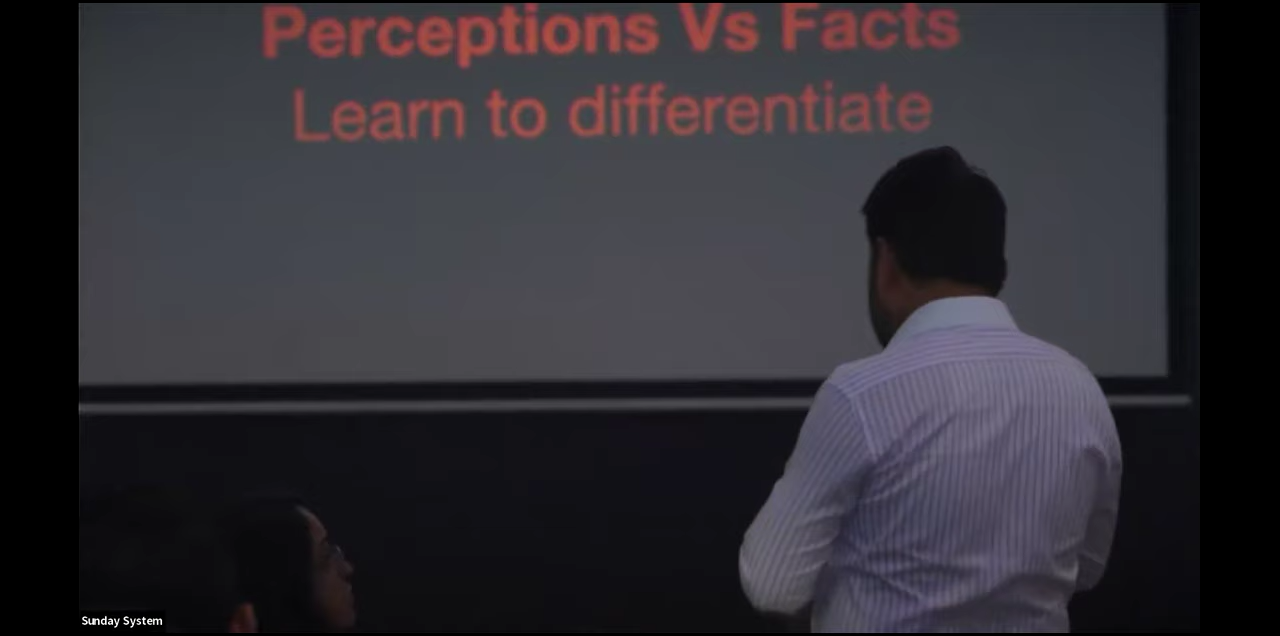 Perceptions Vs Facts
Learn to differentiate
Sunday System